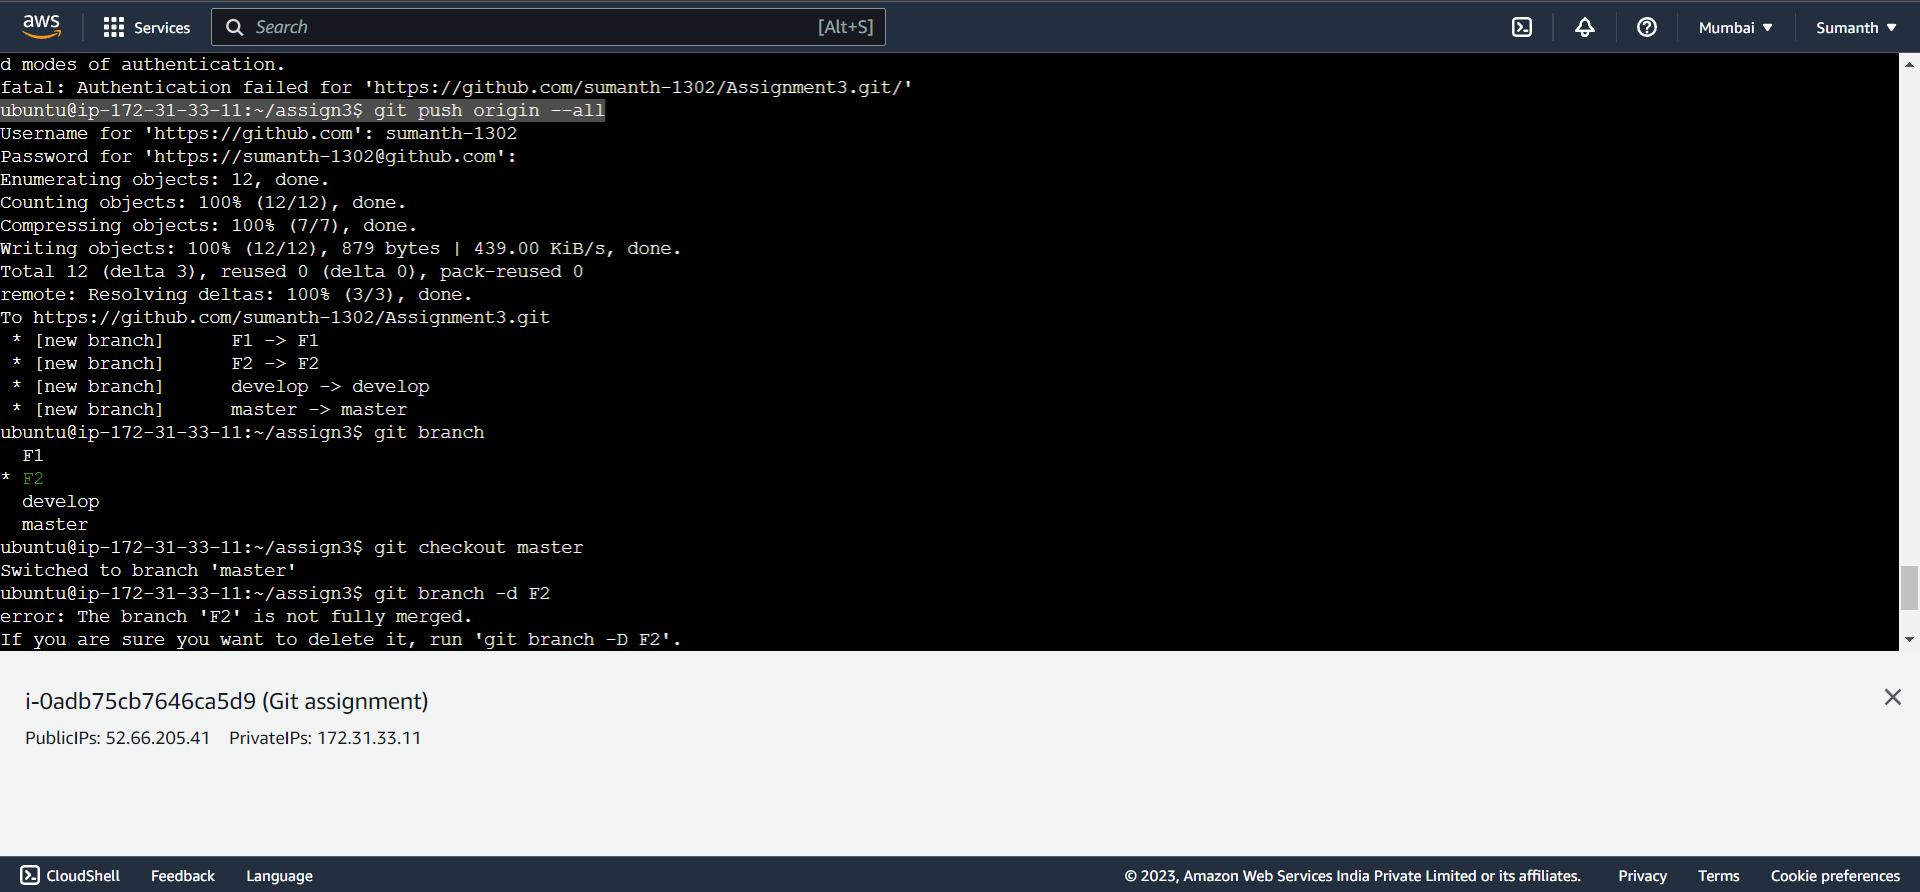 aws Services Search [Alt+S] Mumbai ▼ Sumanth ▼
d modes of authentication.
fatal: Authentication failed for 'https://github.com/sumanth-1302/Assignment3.git/'
ubuntu@ip-172-31-33-11:~/assign3$ git push origin --all
Username for 'https://github.com': sumanth-1302
Password for 'https://sumanth-1302@github.com':
Enumerating objects: 12, done.
Counting objects: 100% (12/12), done.
Compressing objects: 100% (7/7), done.
Writing objects: 100% (12/12), 879 bytes | 439.00 KiB/s, done.
Total 12 (delta 3), reused 0 (delta 0), pack-reused 0
remote: Resolving deltas: 100% (3/3), done.
To https://github.com/sumanth-1302/Assignment3.git
 * [new branch]      F1 -> F1
 * [new branch]      F2 -> F2
 * [new branch]      develop -> develop
 * [new branch]      master -> master
ubuntu@ip-172-31-33-11:~/assign3$ git branch
  F1
* F2
  develop
  master
ubuntu@ip-172-31-33-11:~/assign3$ git checkout master
Switched to branch 'master'
ubuntu@ip-172-31-33-11:~/assign3$ git branch -d F2
error: The branch 'F2' is not fully merged.
If you are sure you want to delete it, run 'git branch -D F2'.
i-0adb75cb7646ca5d9 (Git assignment)
PublicIPs: 52.66.205.41 PrivateIPs: 172.31.33.11
CloudShell Feedback Language © 2023, Amazon Web Services India Private Limited or its affiliates. Privacy Terms Cookie preferences